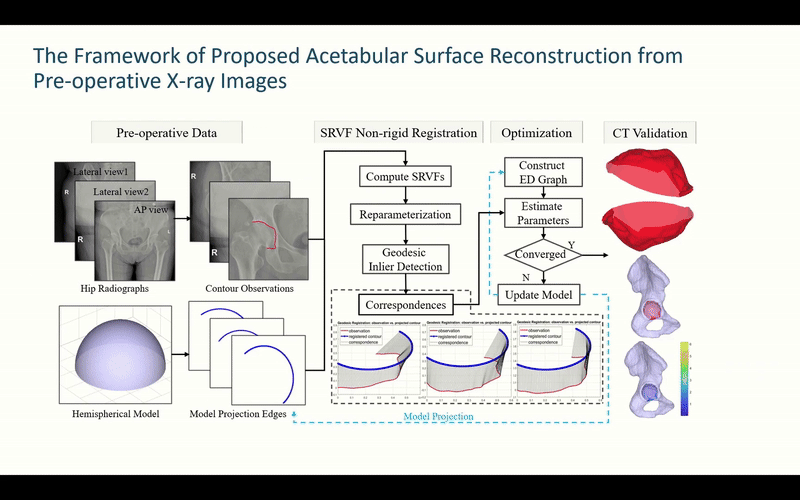 The Framework of Proposed Acetabular Surface Reconstruction from
Pre-operative X-ray Images
Pre-operative Data
SRVF Non-rigid Registration
Optimization
CT Validation
Lateral view1
R
Lateral view2
R
AP view
L
Hip Radiographs
R
R
Contour Observations
Hemispherical Model
Model Projection Edges
Compute SRVFs
Reparameterization
Geodesic
Inlier Detection
Correspondences
Construct
ED Graph
Estimate
Parameters
Converged
Y
N
Update Model
Geodesic Registration: observation vs. projected contour
observation
registered contour
correspondence
Geodesic Registration: observation vs. projected contour
observation
registered contour
correspondence
Geodesic Registration: observation vs. projected contour
observation
registered contour
correspondence
Model Projection